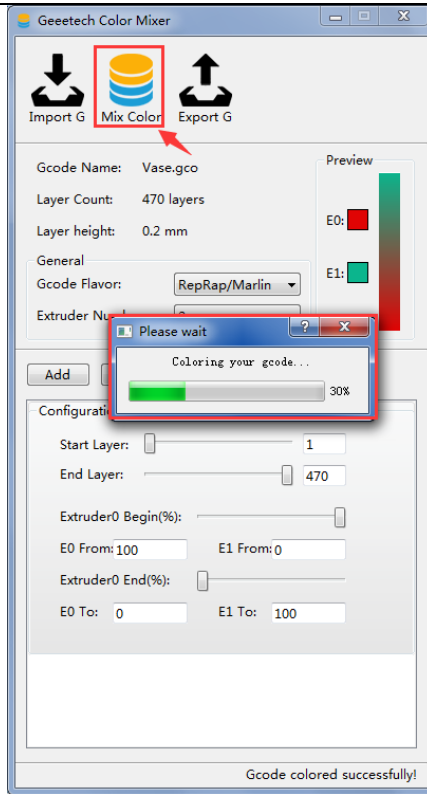 Geeetech Color Mixer
Import G Mix Color Export G
Gcode Name: Vase.gco
Preview
Layer Count: 470 layers
E0:
Layer height: 0.2 mm
General
E1:
Gcode Flavor: RepRap/Marlin
Extruder
Please wait
Coloring your gcode...
30%
Add
Start Layer: 1
End Layer: 470
Extruder0 Begin(%):
E0 From: 100 E1 From: 0
Extruder0 End(%):
E0 To: 0 E1 To: 100
Gcode colored successfully!